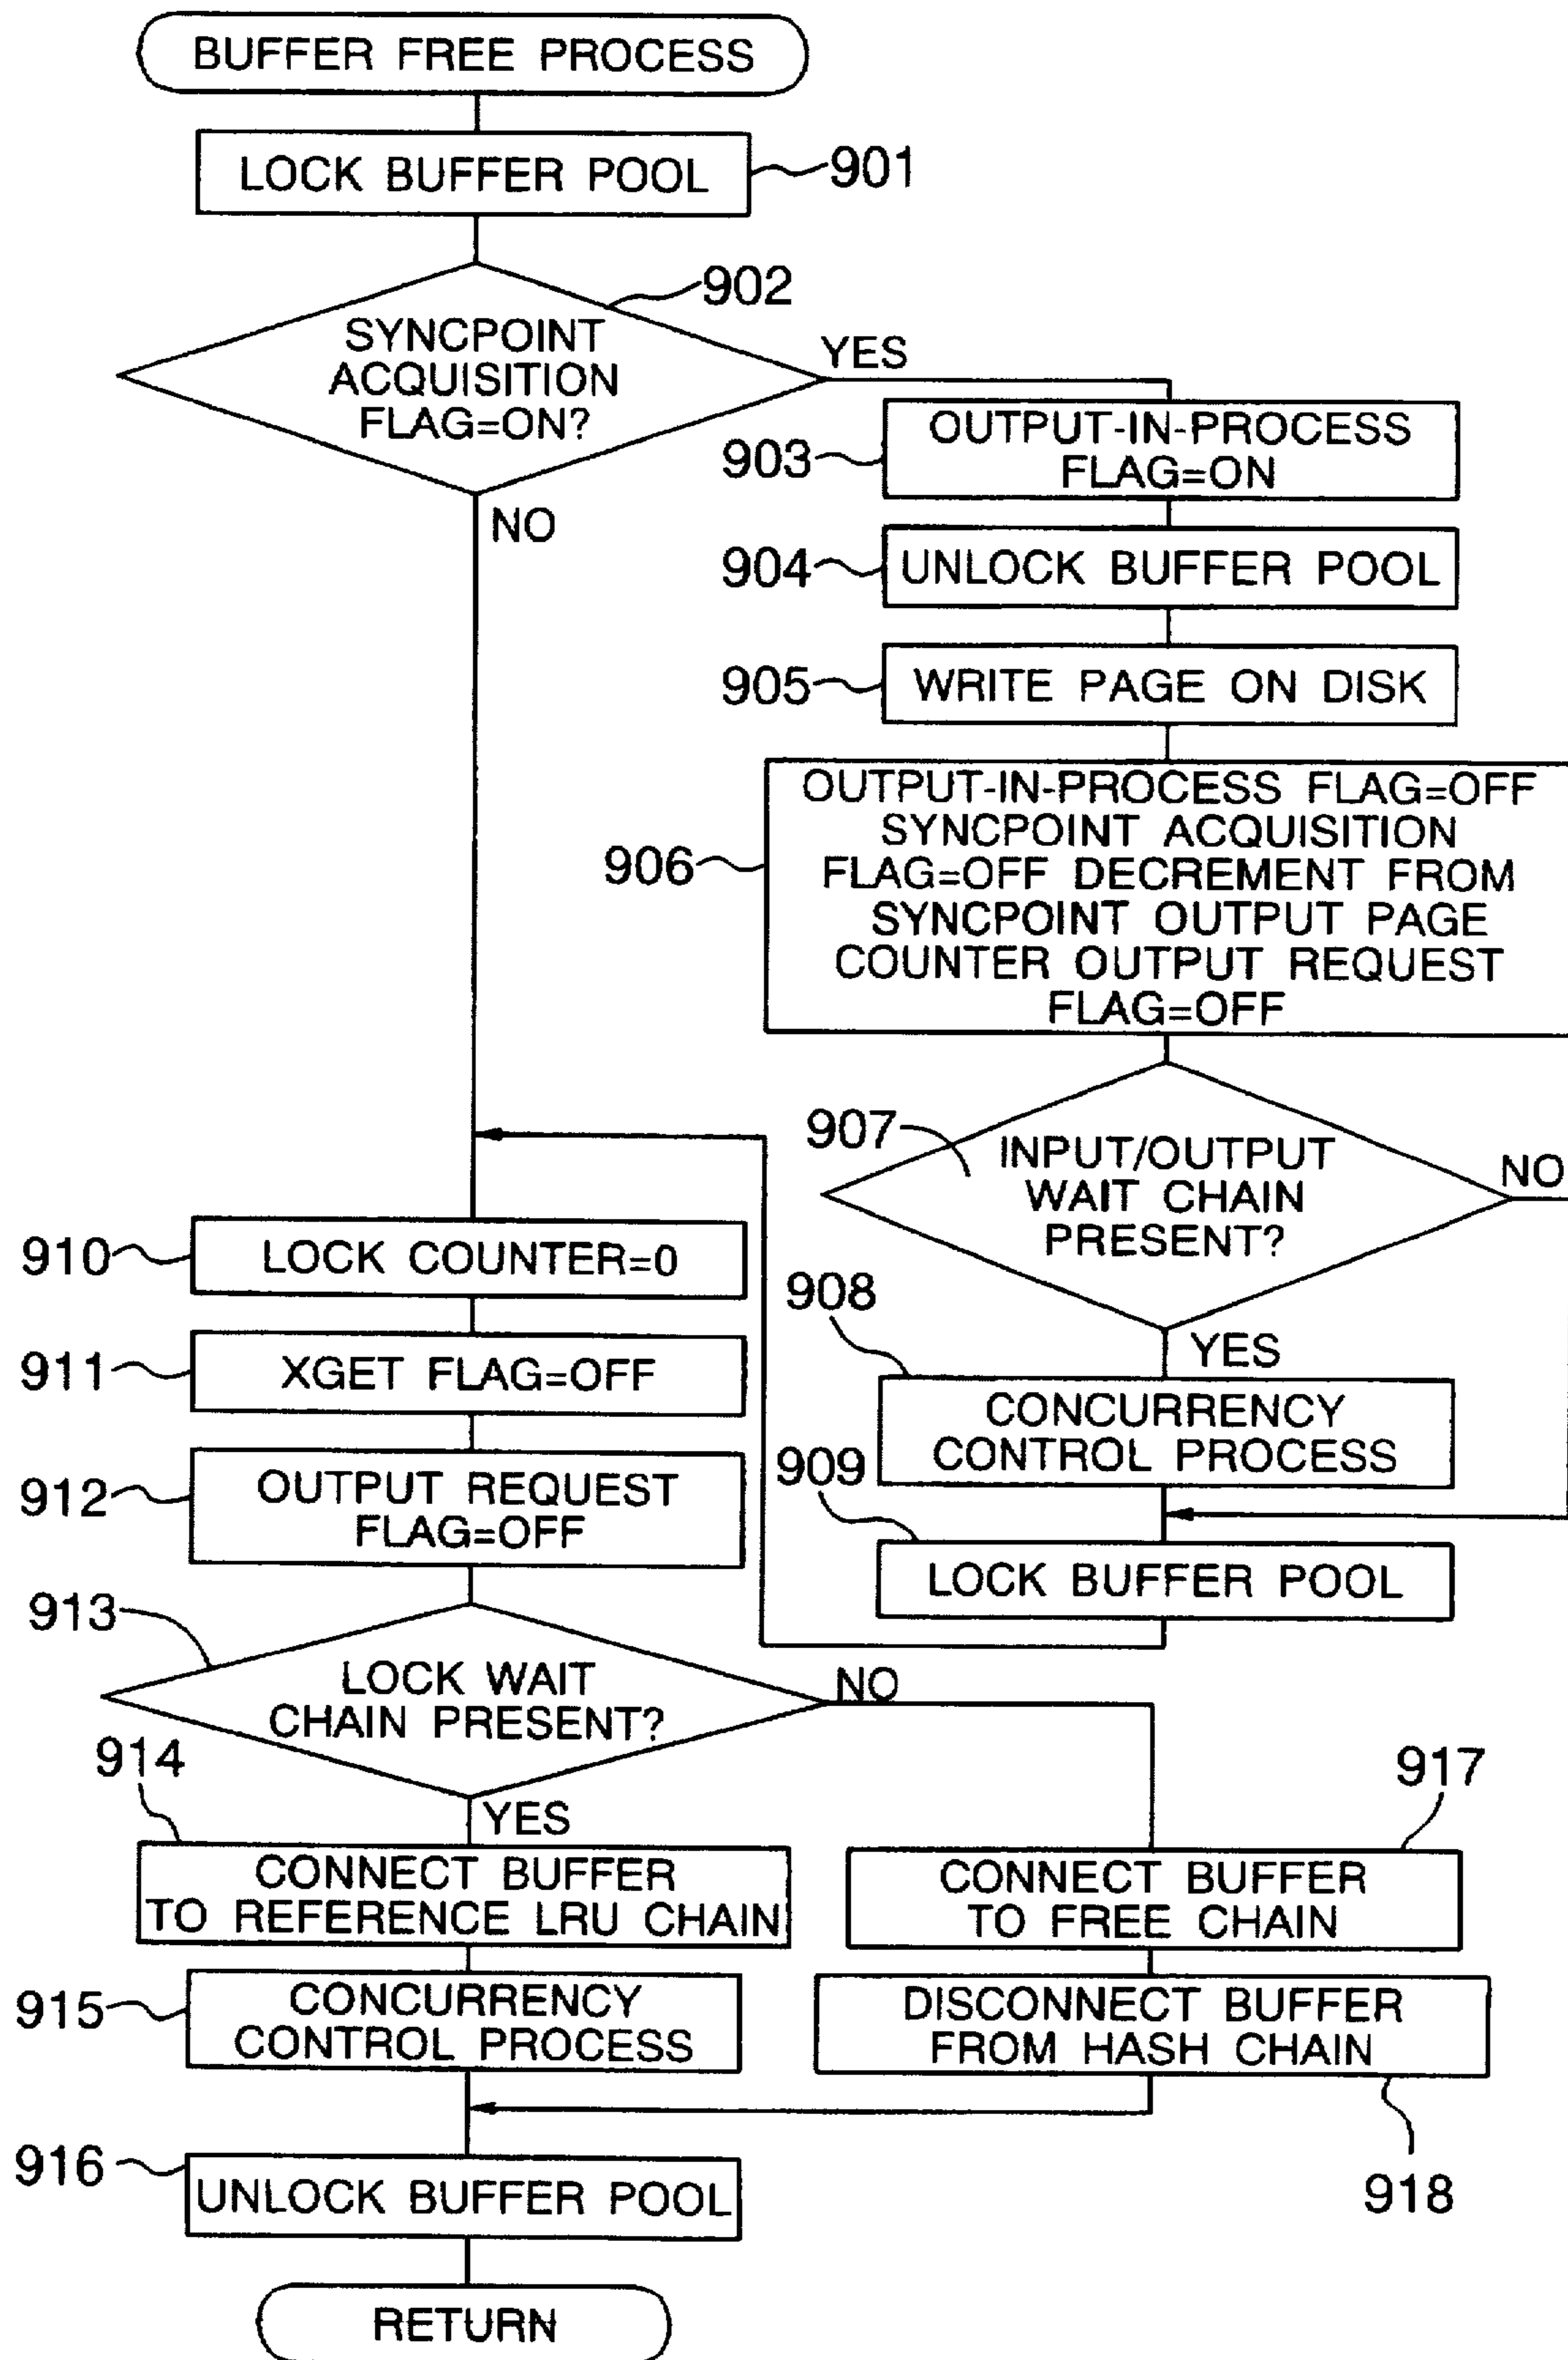 BUFFER FREE PROCESS
LOCK BUFFER POOL
901
902
SYNCPOINT
ACQUISITION
FLAG=ON?
YES
NO
903
OUTPUT-IN-PROCESS
FLAG=ON
904
UNLOCK BUFFER POOL
905
WRITE PAGE ON DISK
906
OUTPUT-IN-PROCESS FLAG=OFF
SYNCPOINT ACQUISITION
FLAG=OFF DECREMENT FROM
SYNCPOINT OUTPUT PAGE
COUNTER OUTPUT REQUEST
FLAG=OFF
907
INPUT/OUTPUT
WAIT CHAIN
PRESENT?
NO
YES
908
CONCURRENCY
CONTROL PROCESS
909
LOCK BUFFER POOL
910
LOCK COUNTER=0
911
XGET FLAG=OFF
912
OUTPUT REQUEST
FLAG=OFF
913
LOCK WAIT
CHAIN PRESENT?
NO
YES
914
CONNECT BUFFER
TO REFERENCE LRU CHAIN
915
CONCURRENCY
CONTROL PROCESS
917
CONNECT BUFFER
TO FREE CHAIN
DISCONNECT BUFFER
FROM HASH CHAIN
918
916
UNLOCK BUFFER POOL
RETURN